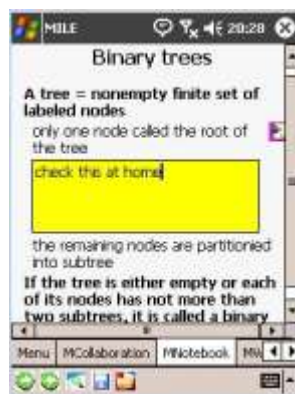 MILE 20:28
Binary trees
A tree = nonempty finite set of
labeled nodes
only one node called the root of
the tree
check this at home
the remaining nodes are partitionied
into subtree
If the tree is either empty or each
of its nodes has not more than
two subtrees, it is called a binary
Menu MCollaboration MNotebook